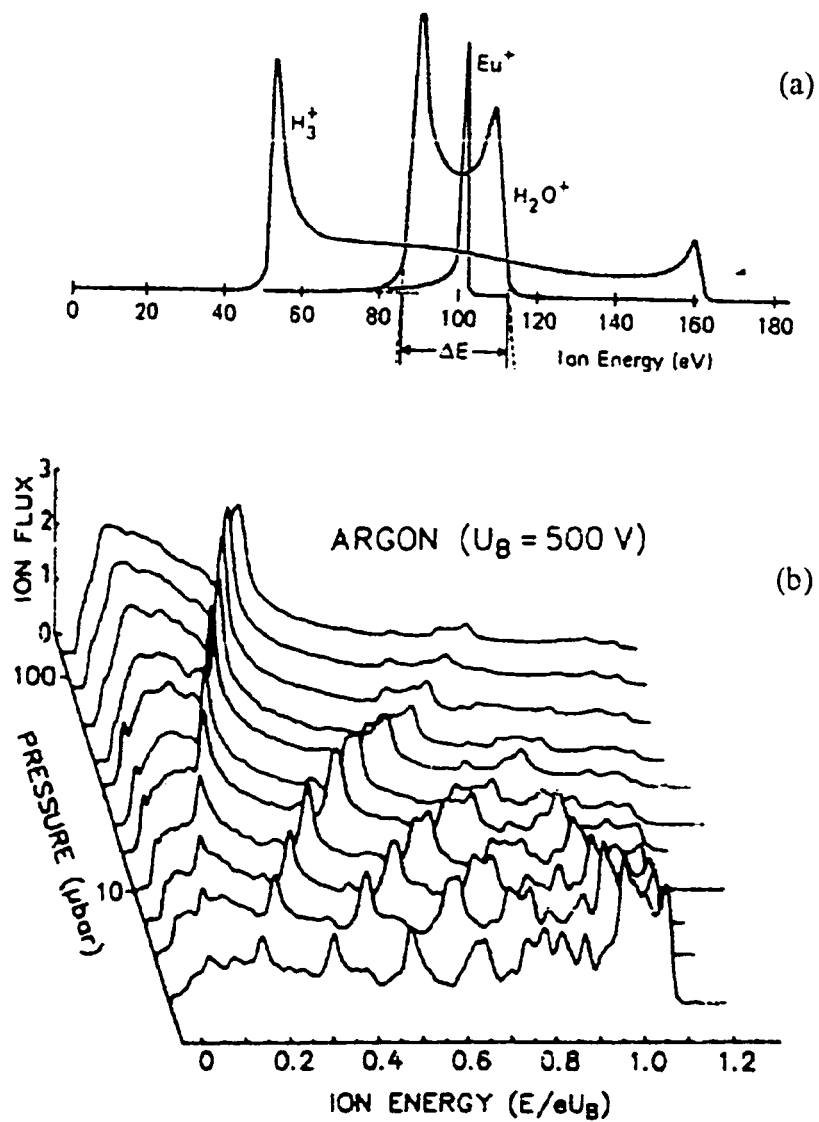 (a)
H₃⁺
Eu⁺
H₂O⁺
0 20 40 60 80 100 120 140 160 180
ΔE
Ion Energy (eV)
(b)
ARGON (U_B = 500 V)
ION FLUX
3
2
1
0
100
10
PRESSURE (μbar)
0 0.2 0.4 0.6 0.8 1.0 1.2
ION ENERGY (E/eU_B)